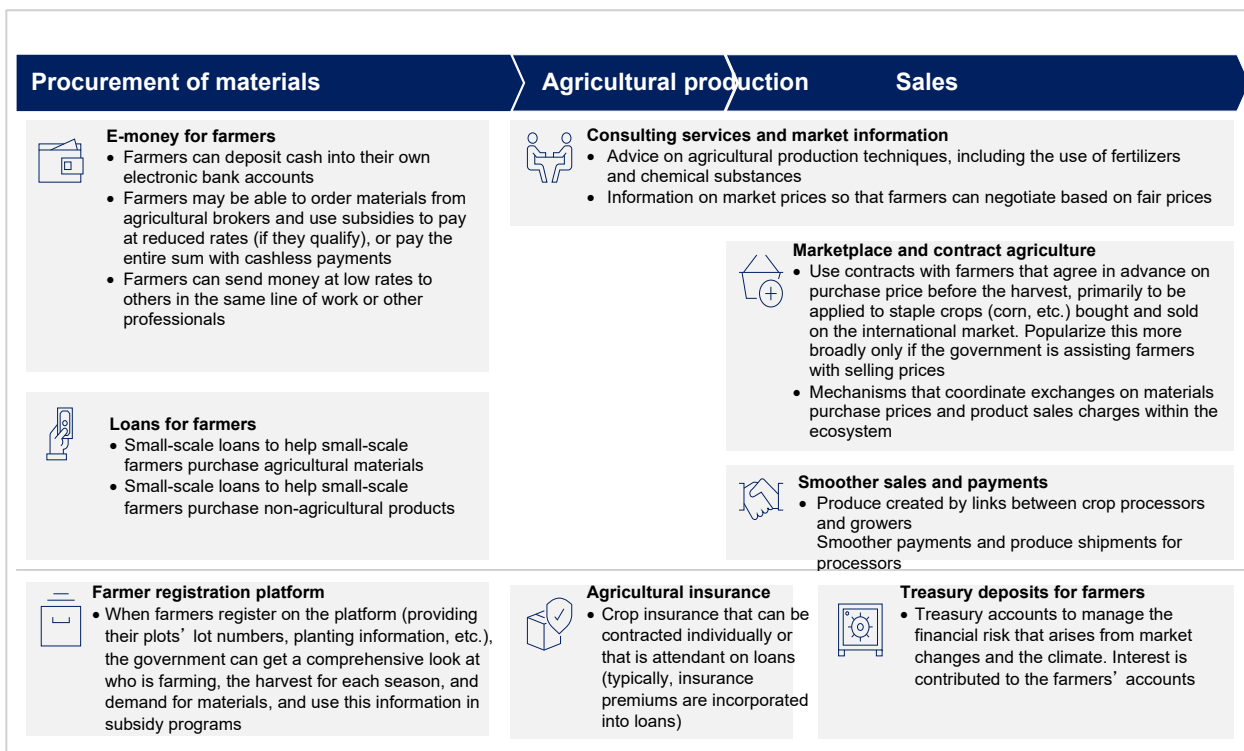 Procurement of materials
Agricultural production
Sales
E-money for farmers
• Farmers can deposit cash into their own
electronic bank accounts
• Farmers may be able to order materials from
agricultural brokers and use subsidies to pay
at reduced rates (if they qualify), or pay the
entire sum with cashless payments
• Farmers can send money at low rates to
others in the same line of work or other
professionals
Loans for farmers
• Small-scale loans to help small-scale
farmers purchase agricultural materials
• Small-scale loans to help small-scale
farmers purchase non-agricultural products
Consulting services and market information
• Advice on agricultural production techniques, including the use of fertilizers
and chemical substances
• Information on market prices so that farmers can negotiate based on fair prices
Marketplace and contract agriculture
• Use contracts with farmers that agree in advance on
purchase price before the harvest, primarily to be
applied to staple crops (corn, etc.) bought and sold
on the international market. Popularize this more
broadly only if the government is assisting farmers
with selling prices
• Mechanisms that coordinate exchanges on materials
purchase prices and product sales charges within the
ecosystem
Smoother sales and payments
• Produce created by links between crop processors
and growers
Smoother payments and produce shipments for
processors
Farmer registration platform
• When farmers register on the platform (providing
their plots’ lot numbers, planting information, etc.),
the government can get a comprehensive look at
who is farming, the harvest for each season, and
demand for materials, and use this information in
subsidy programs
Agricultural insurance
• Crop insurance that can be
contracted individually or
that is attendant on loans
(typically, insurance
premiums are incorporated
into loans)
Treasury deposits for farmers
• Treasury accounts to manage the
financial risk that arises from market
changes and the climate. Interest is
contributed to the farmers’ accounts